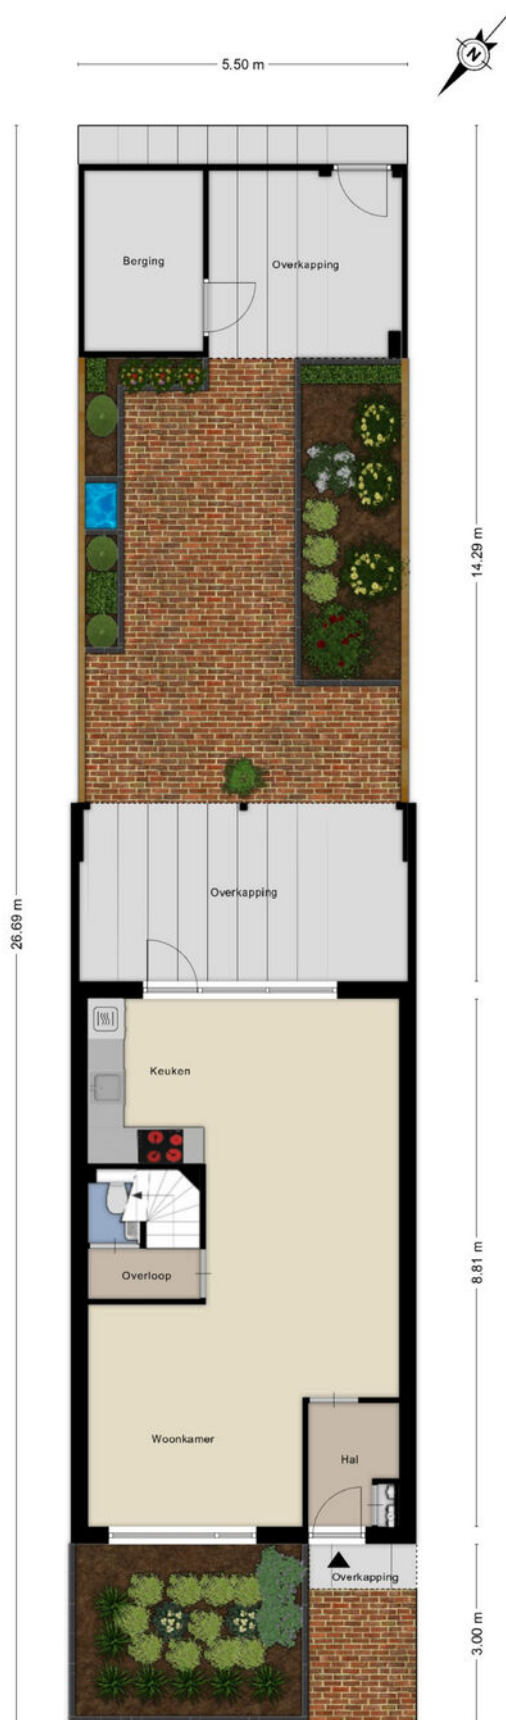 N
5.50 m
Berging
Overkapping
14.29 m
Overkapping
26.69 m
Keuken
8.81 m
Overloop
Woonkamer
Hal
Overkapping
3.00 m